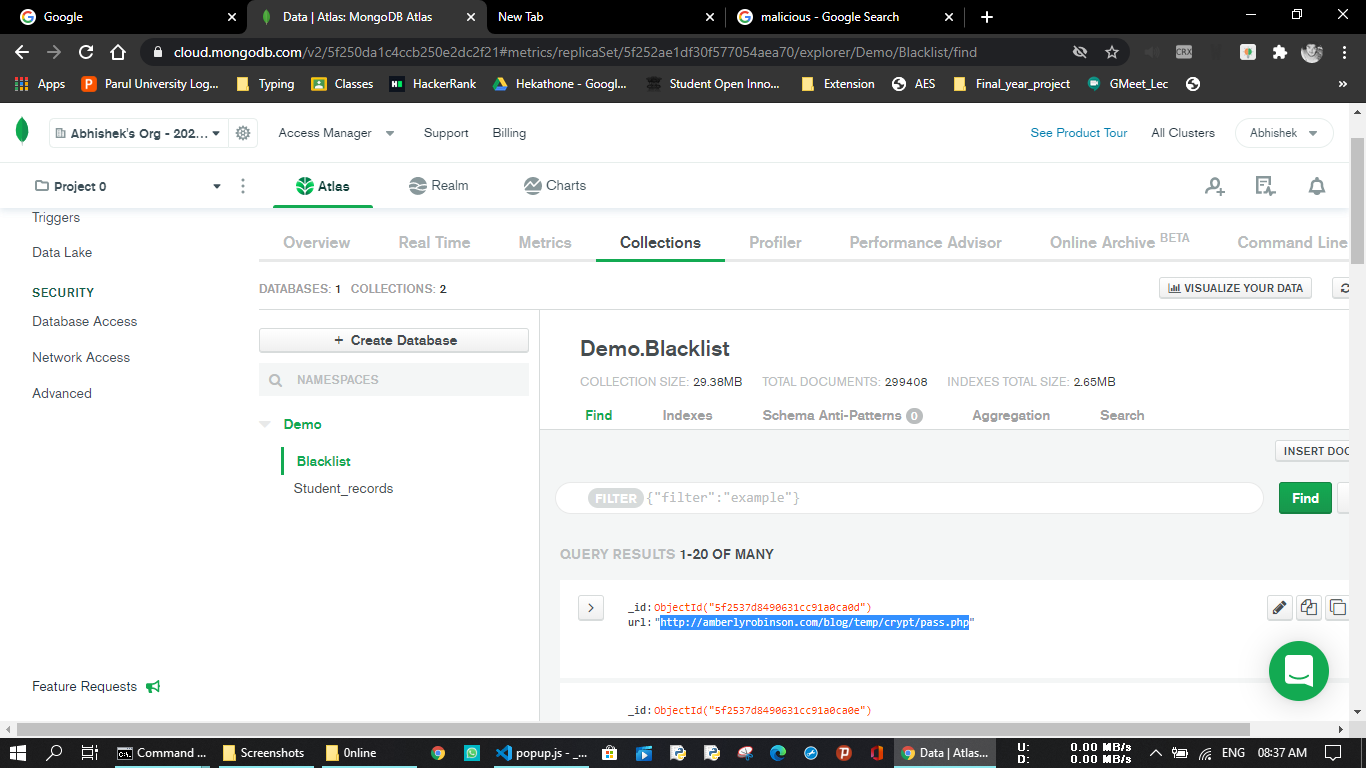 Google
Data | Atlas: MongoDB Atlas
New Tab
malicious - Google Search
cloud.mongodb.com/v2/5f250da1c4ccb250e2dc2f21#metrics/replicaSet/5f252ae1df30f577054aea70/explorer/Demo/Blacklist/find
CRX
Apps
Parul University Log...
Typing
Classes
HackerRank
Hekathone - Googl...
Student Open Inno...
Extension
AES
Final_year_project
GMeet_Lec
»
Abhishek's Org - 202...
Access Manager
Support
Billing
See Product Tour
All Clusters
Abhishek
Project 0
Atlas
Realm
Charts
Triggers
Data Lake
SECURITY
Database Access
Network Access
Advanced
Feature Requests
Overview
Real Time
Metrics
Collections
Profiler
Performance Advisor
Online Archive BETA
Command Line
DATABASES: 1 COLLECTIONS: 2
VISUALIZE YOUR DATA
+ Create Database
NAMESPACES
Demo
Blacklist
Student_records
Demo.Blacklist
COLLECTION SIZE: 29.38MB TOTAL DOCUMENTS: 299408 INDEXES TOTAL SIZE: 2.65MB
Find
Indexes
Schema Anti-Patterns 0
Aggregation
Search
INSERT DOC
FILTER {"filter":"example"}
Find
QUERY RESULTS 1-20 OF MANY
_id:ObjectId("5f2537d8490631cc91a0ca0d")
url:"http://amberlyrobinson.com/blog/temp/crypt/pass.php"
_id:ObjectId("5f2537d8490631cc91a0ca0e")
Command ...
Screenshots
0nline
popup.js - _...
Data | Atlas...
U: 0.00 MB/s
D: 0.00 MB/s
ENG
08:37 AM